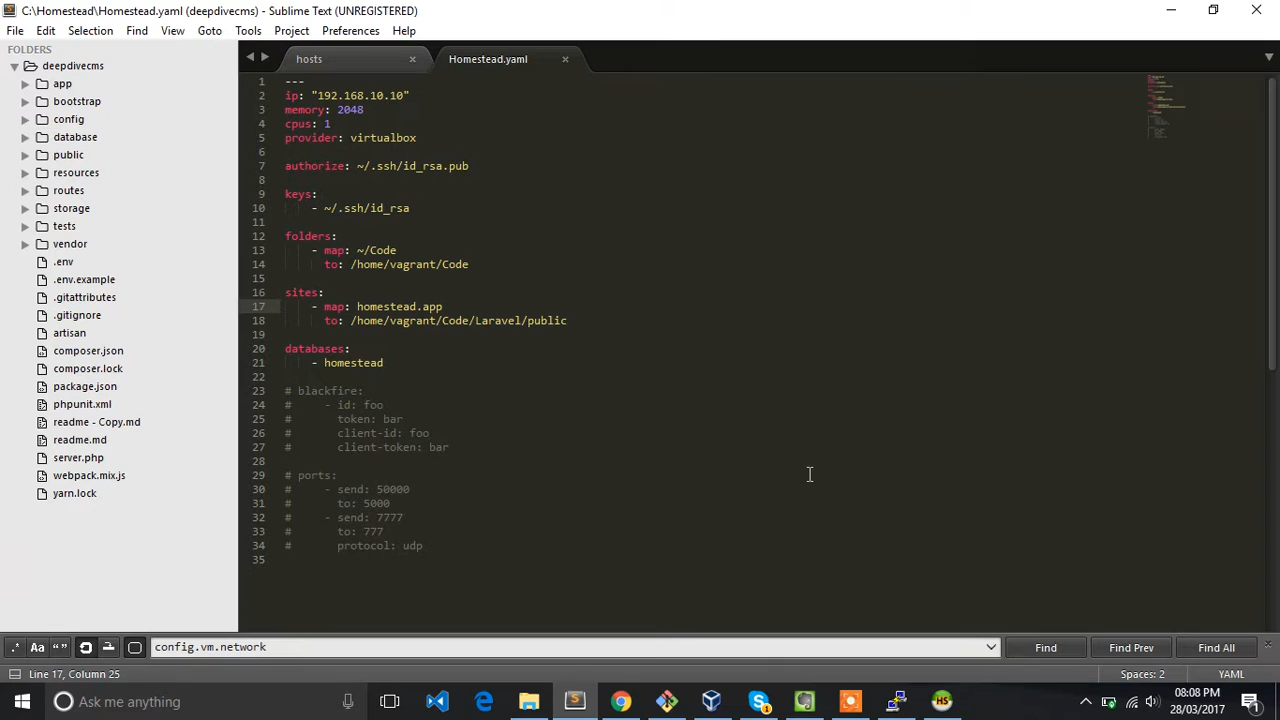 C:\Homestead\Homestead.yaml (deepdivecms) - Sublime Text (UNREGISTERED)
File Edit Selection Find View Goto Tools Project Preferences Help
FOLDERS
deepdivecms
app
bootstrap
config
database
public
resources
routes
storage
tests
vendor
.env
.env.example
.gitattributes
.gitignore
artisan
composer.json
composer.lock
package.json
phpunit.xml
readme - Copy.md
readme.md
server.php
webpack.mix.js
yarn.lock
hosts Homestead.yaml
1 ---
2 ip: "192.168.10.10"
3 memory: 2048
4 cpus: 1
5 provider: virtualbox
6
7 authorize: ~/.ssh/id_rsa.pub
8
9 keys:
10 - ~/.ssh/id_rsa
11
12 folders:
13 - map: ~/Code
14 to: /home/vagrant/Code
15
16 sites:
17 - map: homestead.app
18 to: /home/vagrant/Code/Laravel/public
19
20 databases:
21 - homestead
22
23 # blackfire:
24 # - id: foo
25 # token: bar
26 # client-id: foo
27 # client-token: bar
28
29 # ports:
30 # - send: 50000
31 # to: 5000
32 # - send: 7777
33 # to: 777
34 # protocol: udp
35
.* Aa “ ” config.vm.network Find Find Prev Find All
Line 17, Column 25 Spaces: 2 YAML
Ask me anything
08:08 PM
28/03/2017